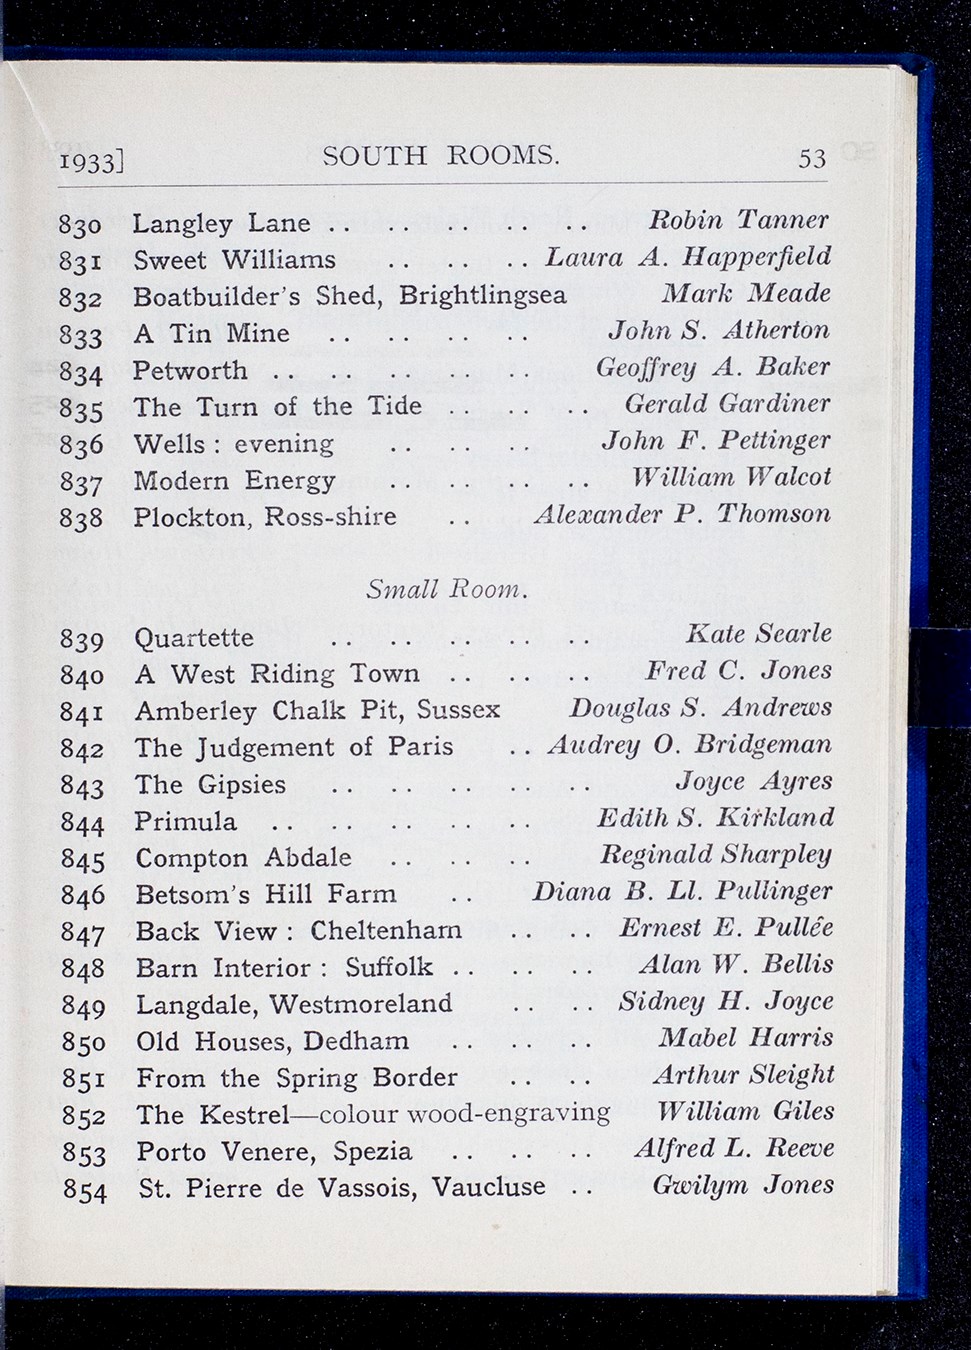 1933] SOUTH ROOMS. 53
830 Langley Lane .. .. .. .. .. Robin Tanner
831 Sweet Williams .. .. .. Laura A. Happerfield
832 Boatbuilder's Shed, Brightlingsea Mark Meade
833 A Tin Mine .. .. .. .. John S. Atherton
834 Petworth .. .. .. .. .. Geoffrey A. Baker
835 The Turn of the Tide .. .. .. Gerald Gardiner
836 Wells : evening .. .. .. John F. Pettinger
837 Modern Energy .. .. .. .. William Walcot
838 Plockton, Ross-shire .. Alexander P. Thomson
Small Room.
839 Quartette .. .. .. .. .. Kate Searle
840 A West Riding Town .. .. .. Fred C. Jones
841 Amberley Chalk Pit, Sussex Douglas S. Andrews
842 The Judgement of Paris .. Audrey O. Bridgeman
843 The Gipsies .. .. .. .. .. Joyce Ayres
844 Primula .. .. .. .. .. Edith S. Kirkland
845 Compton Abdale .. .. .. Reginald Sharpley
846 Betsom's Hill Farm .. Diana B. Ll. Pullinger
847 Back View : Cheltenham .. .. Ernest E. Pullée
848 Barn Interior : Suffolk .. .. .. Alan W. Bellis
849 Langdale, Westmoreland .. .. Sidney H. Joyce
850 Old Houses, Dedham .. .. .. Mabel Harris
851 From the Spring Border .. .. Arthur Sleight
852 The Kestrel—colour wood-engraving William Giles
853 Porto Venere, Spezia .. .. .. Alfred L. Reeve
854 St. Pierre de Vassois, Vaucluse .. Gwilym Jones